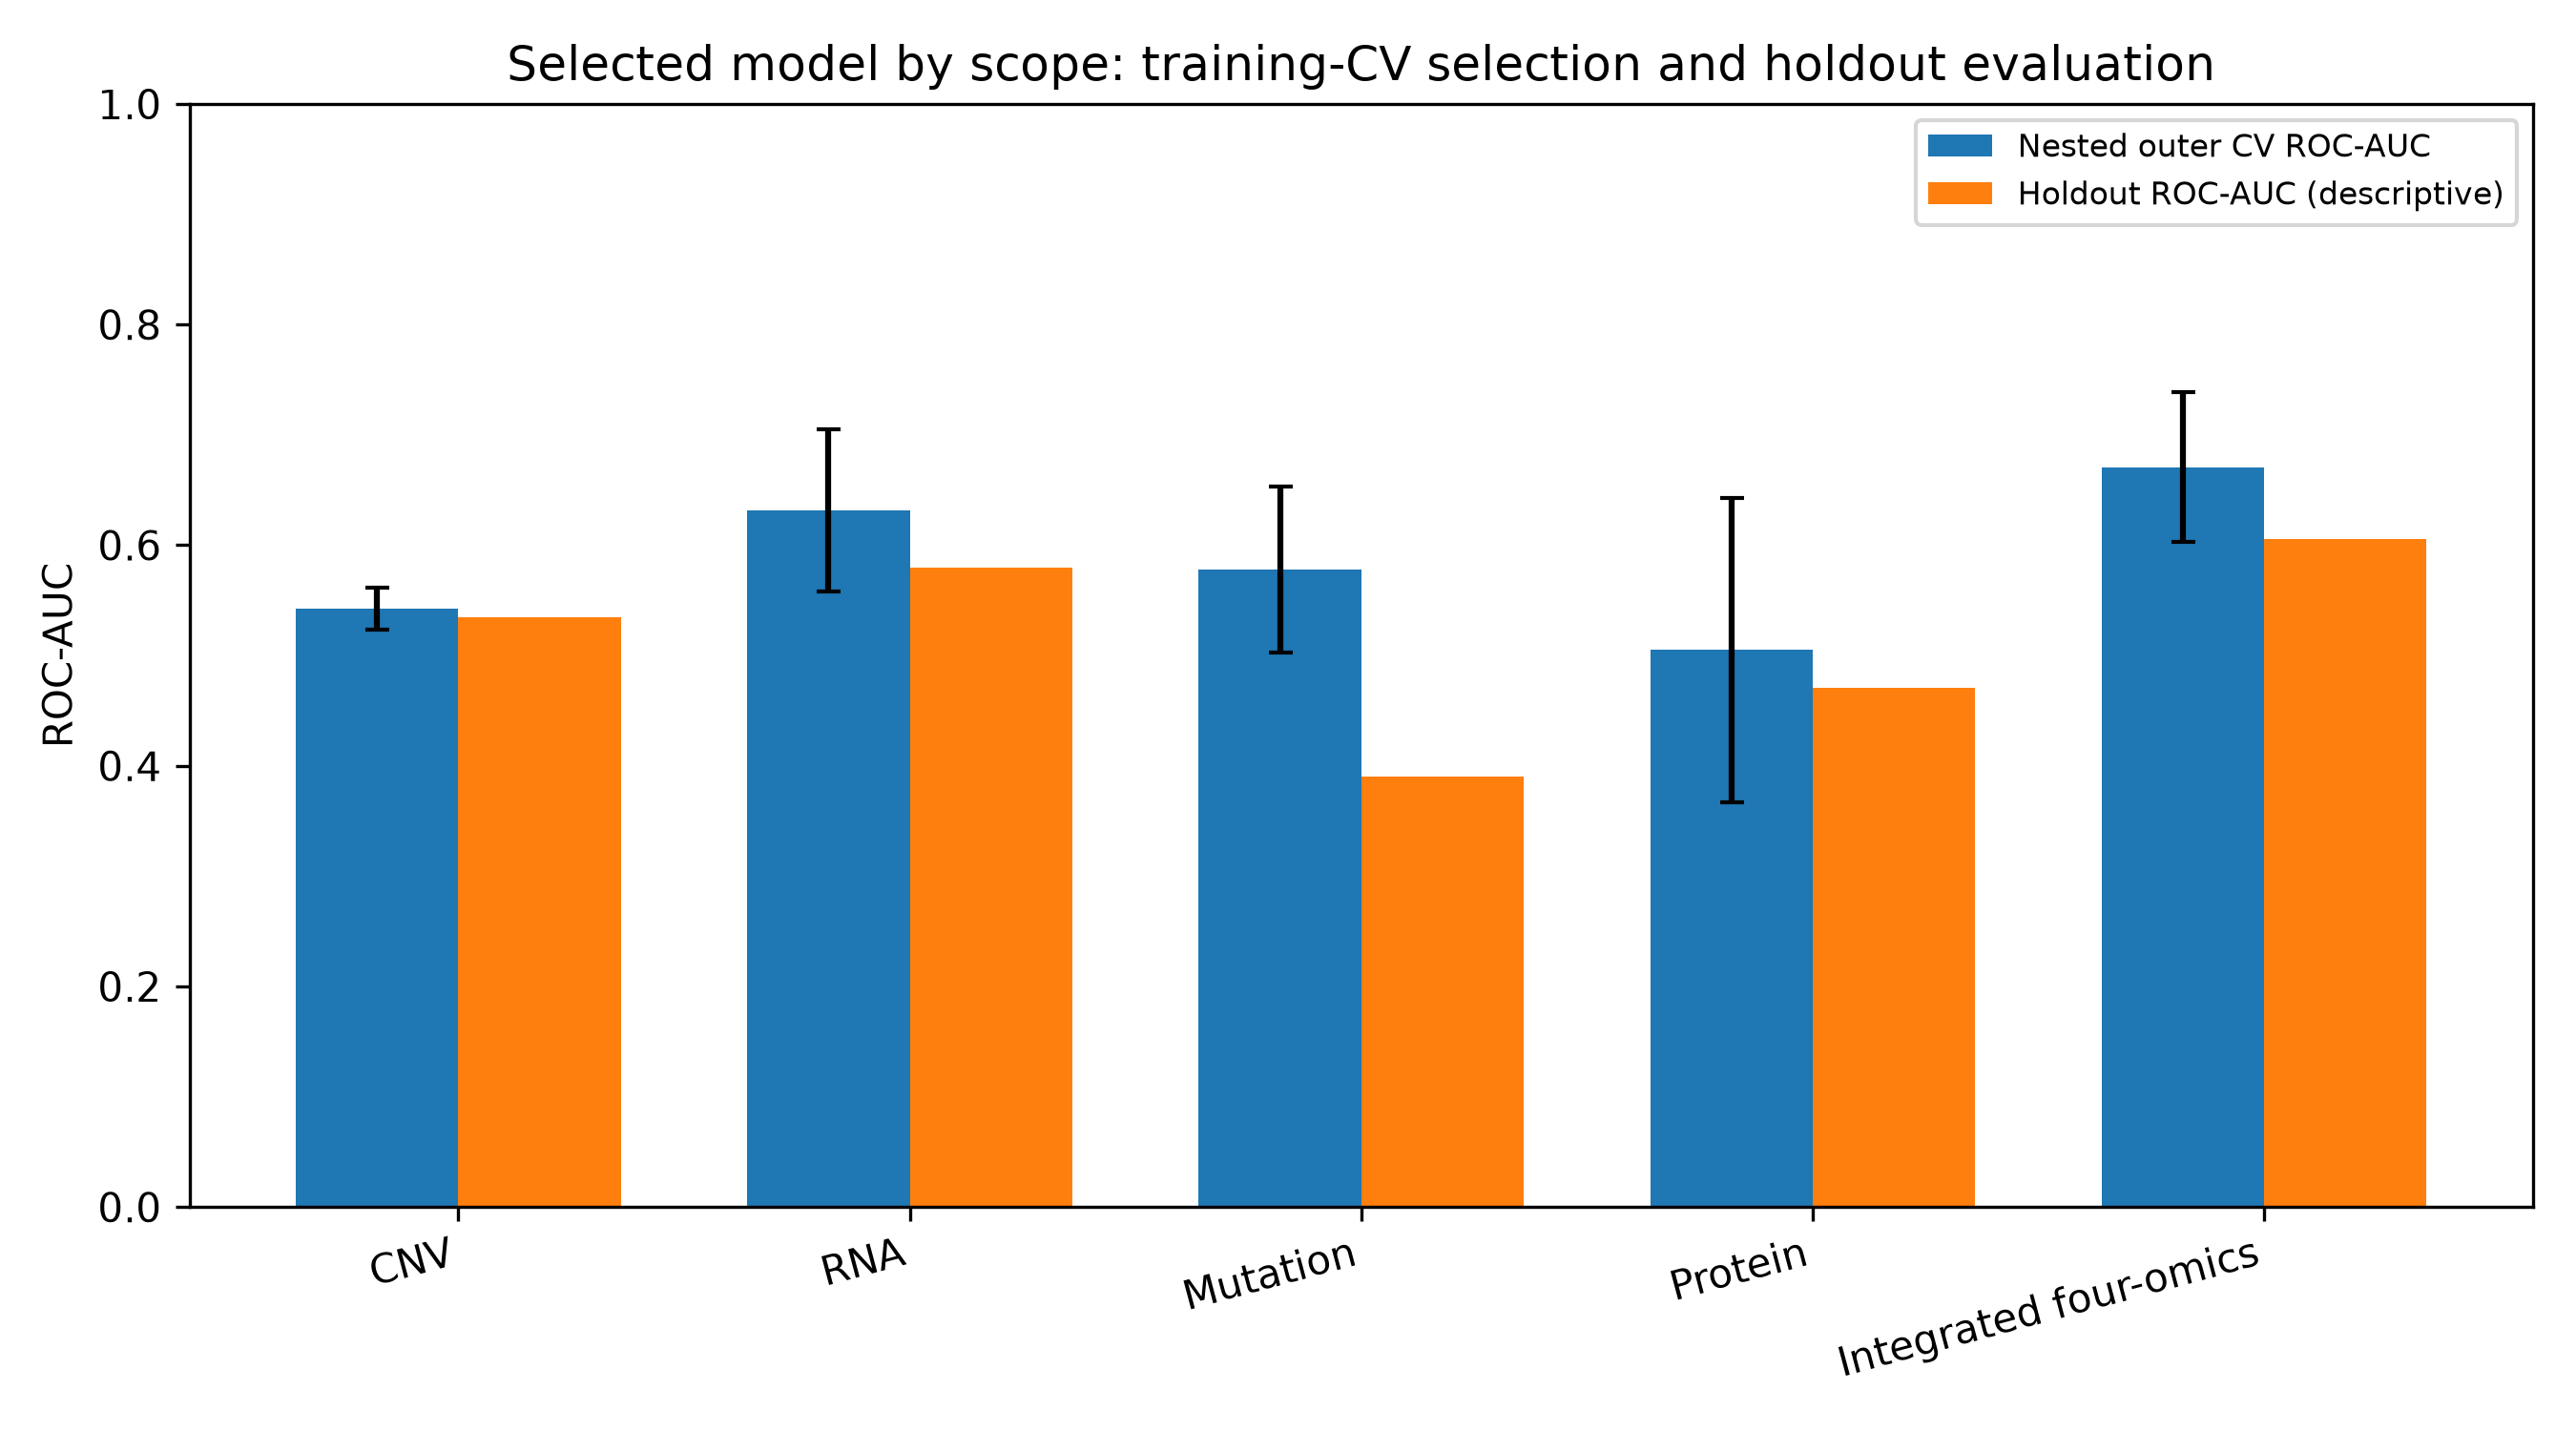 Selected model by scope: training-CV selection and holdout evaluation
1.0
0.8
0.6
0.4
0.2
0.0
ROC-AUC
Nested outer CV ROC-AUC
Holdout ROC-AUC (descriptive)
CNV
RNA
Mutation
Protein
Integrated four-omics